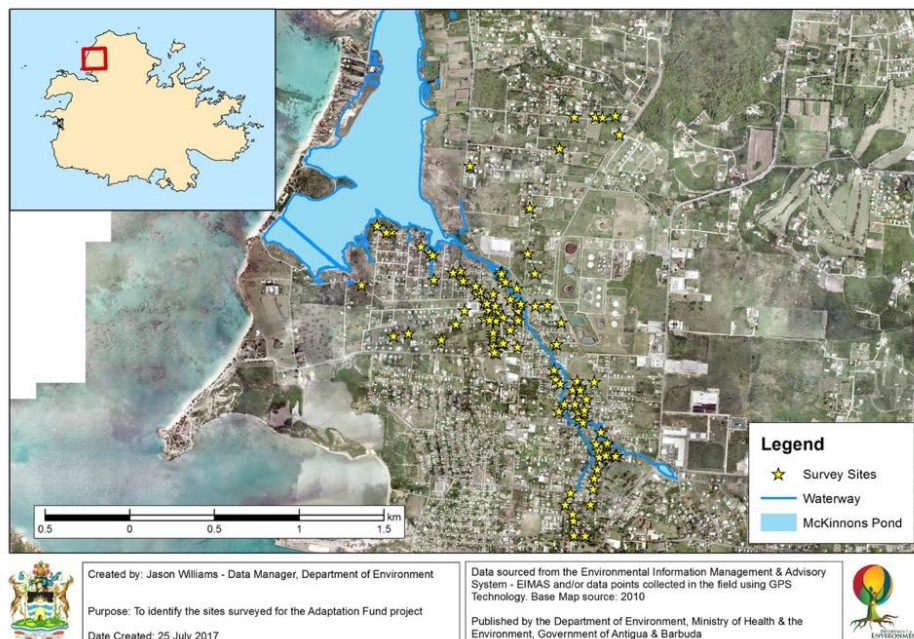 Legend
Survey Sites
Waterway
McKinnons Pond
km
0.5 0 0.5 1 1.5
Created by: Jason Williams - Data Manager, Department of Environment
Purpose: To identify the sites surveyed for the Adaptation Fund project
Date Created: 25 July 2017
Data sourced from the Environmental Information Management & Advisory
System - EIMAS and/or data points collected in the field using GPS
Technology. Base Map source: 2010
Published by the Department of Environment, Ministry of Health & the
Environment, Government of Antigua & Barbuda